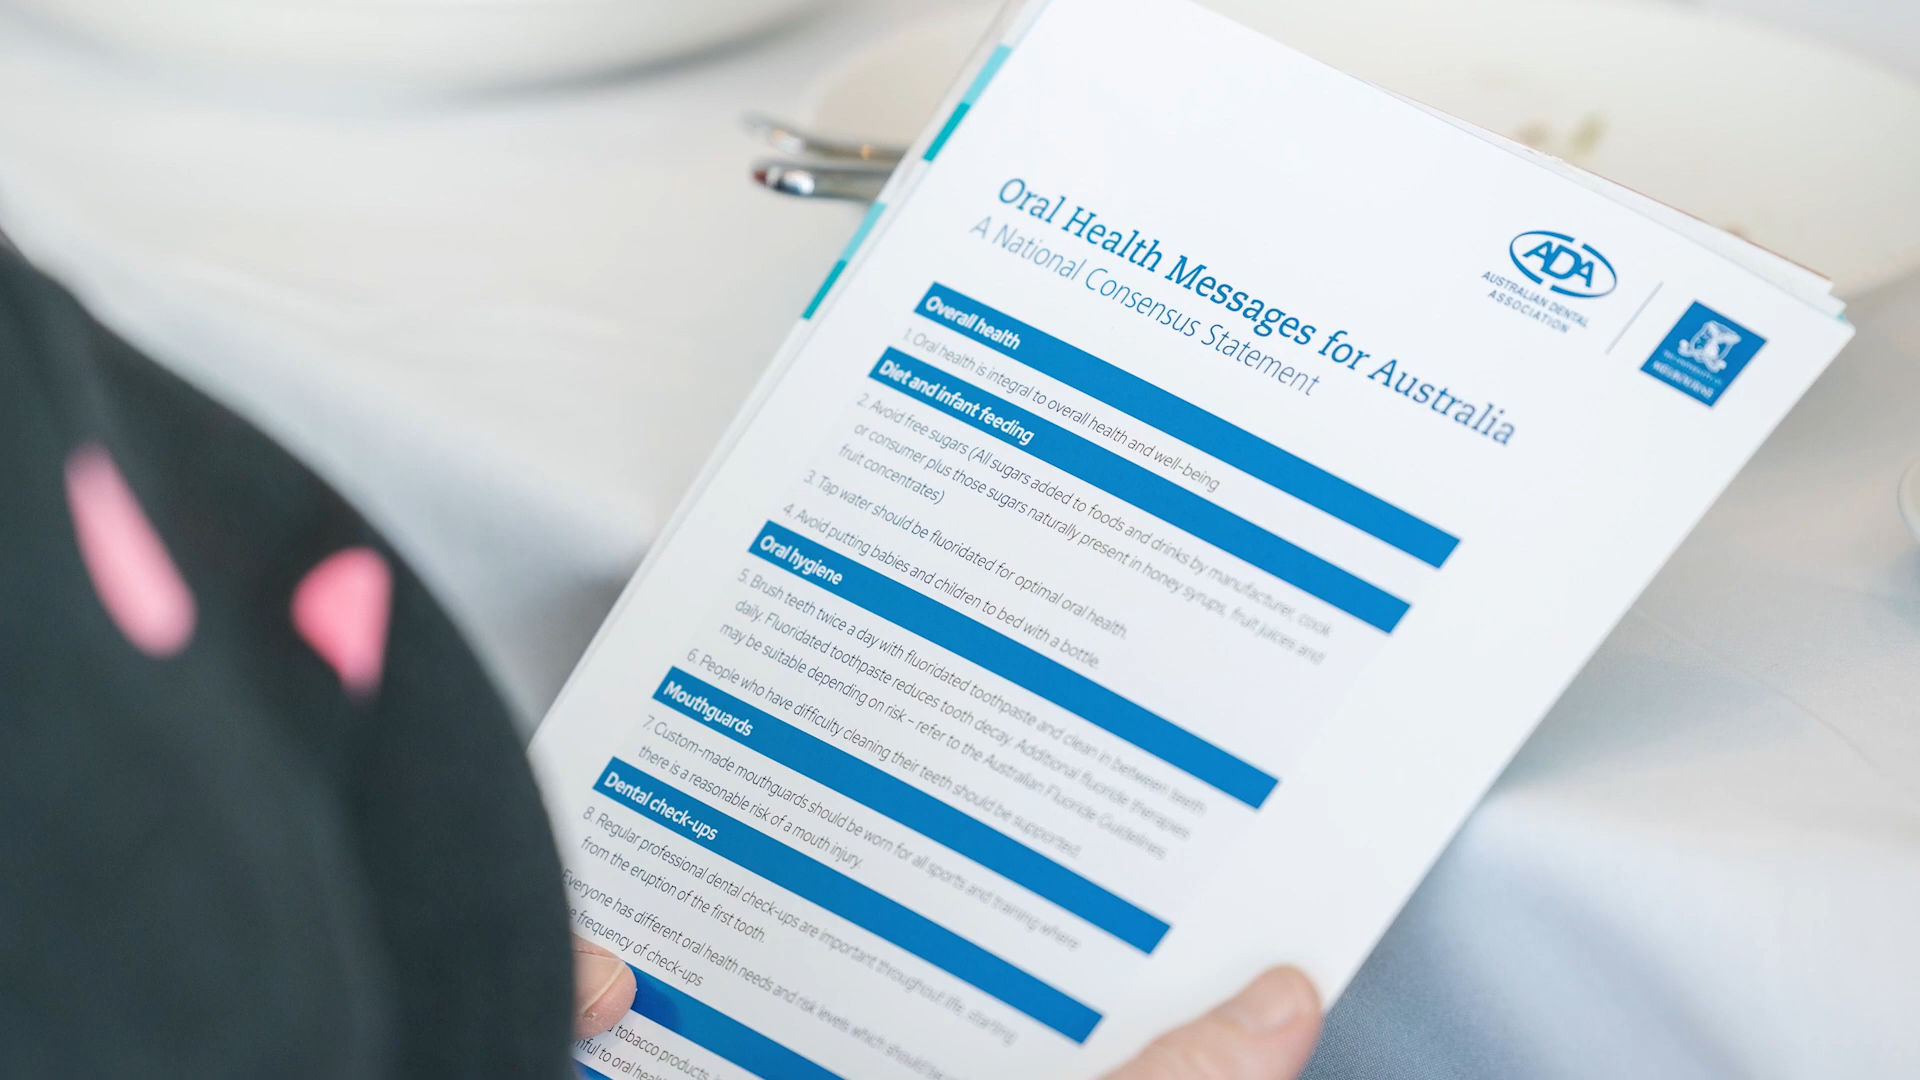 Oral Health Messages for Australia
A National Consensus Statement
ADA
AUSTRALIAN DENTAL
ASSOCIATION
MELBOURNE
Overall health
1. Oral health is integral to overall health and well-being
Diet and infant feeding
2. Avoid free sugars (All sugars added to foods and drinks by manufacturer, cook
or consumer plus those sugars naturally present in honey syrups, fruit juices and
fruit concentrates)
3. Tap water should be fluoridated for optimal oral health.
4. Avoid putting babies and children to bed with a bottle.
Oral hygiene
5. Brush teeth twice a day with fluoridated toothpaste and clean in between teeth
daily. Fluoridated toothpaste reduces tooth decay. Additional fluoride therapies
may be suitable depending on risk – refer to the Australian Fluoride Guidelines.
6. People who have difficulty cleaning their teeth should be supported.
Mouthguards
7. Custom-made mouthguards should be worn for all sports and training where
there is a reasonable risk of a mouth injury.
Dental check-ups
8. Regular professional dental check-ups are important throughout life, starting
from the eruption of the first tooth.
Everyone has different oral health needs and risk levels which should be
frequency of check-ups
tobacco products,
to oral